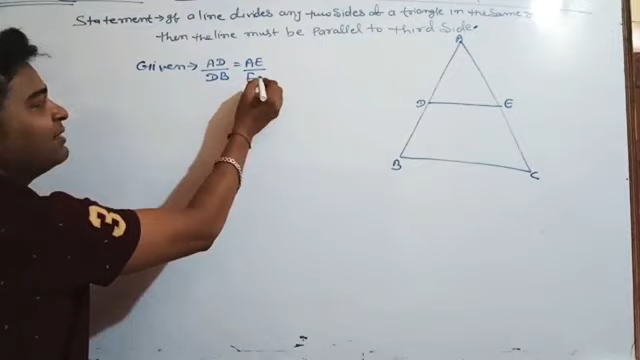 Statement → If a line divides any two sides of a triangle in the same
then the line must be Parallel to third side.
Given → AD/DB = AE/E
A
D E
B C
3